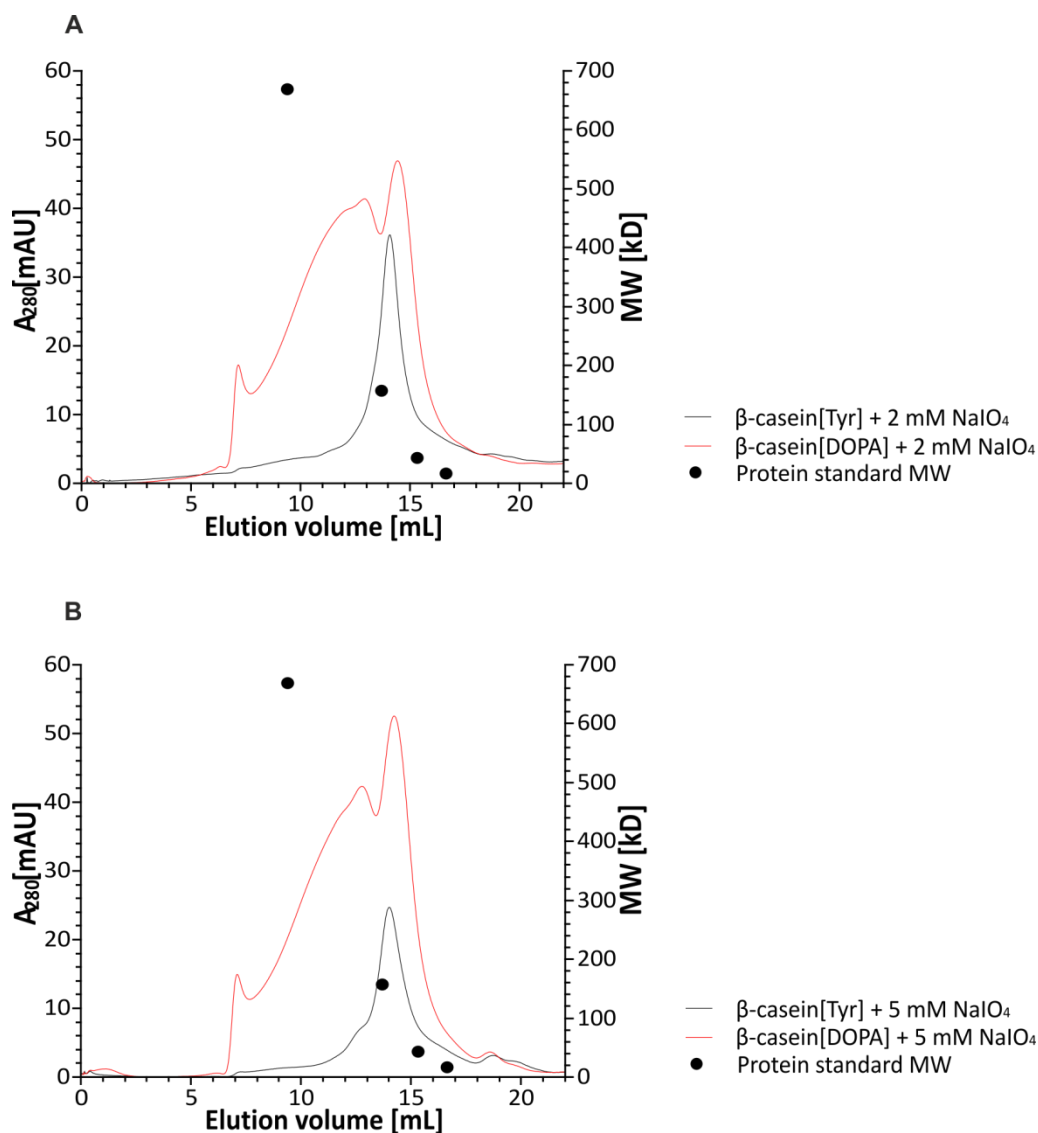 A
60
50
40
30
20
10
0
A280[mAU]
700
600
500
400
300
200
100
0
MW [kD]
0
5
10
15
20
Elution volume [mL]
β-casein[Tyr] + 2 mM NaIO₄
β-casein[DOPA] + 2 mM NaIO₄
Protein standard MW
B
60
50
40
30
20
10
0
A280[mAU]
700
600
500
400
300
200
100
0
MW [kD]
0
5
10
15
20
Elution volume [mL]
β-casein[Tyr] + 5 mM NaIO₄
β-casein[DOPA] + 5 mM NaIO₄
Protein standard MW